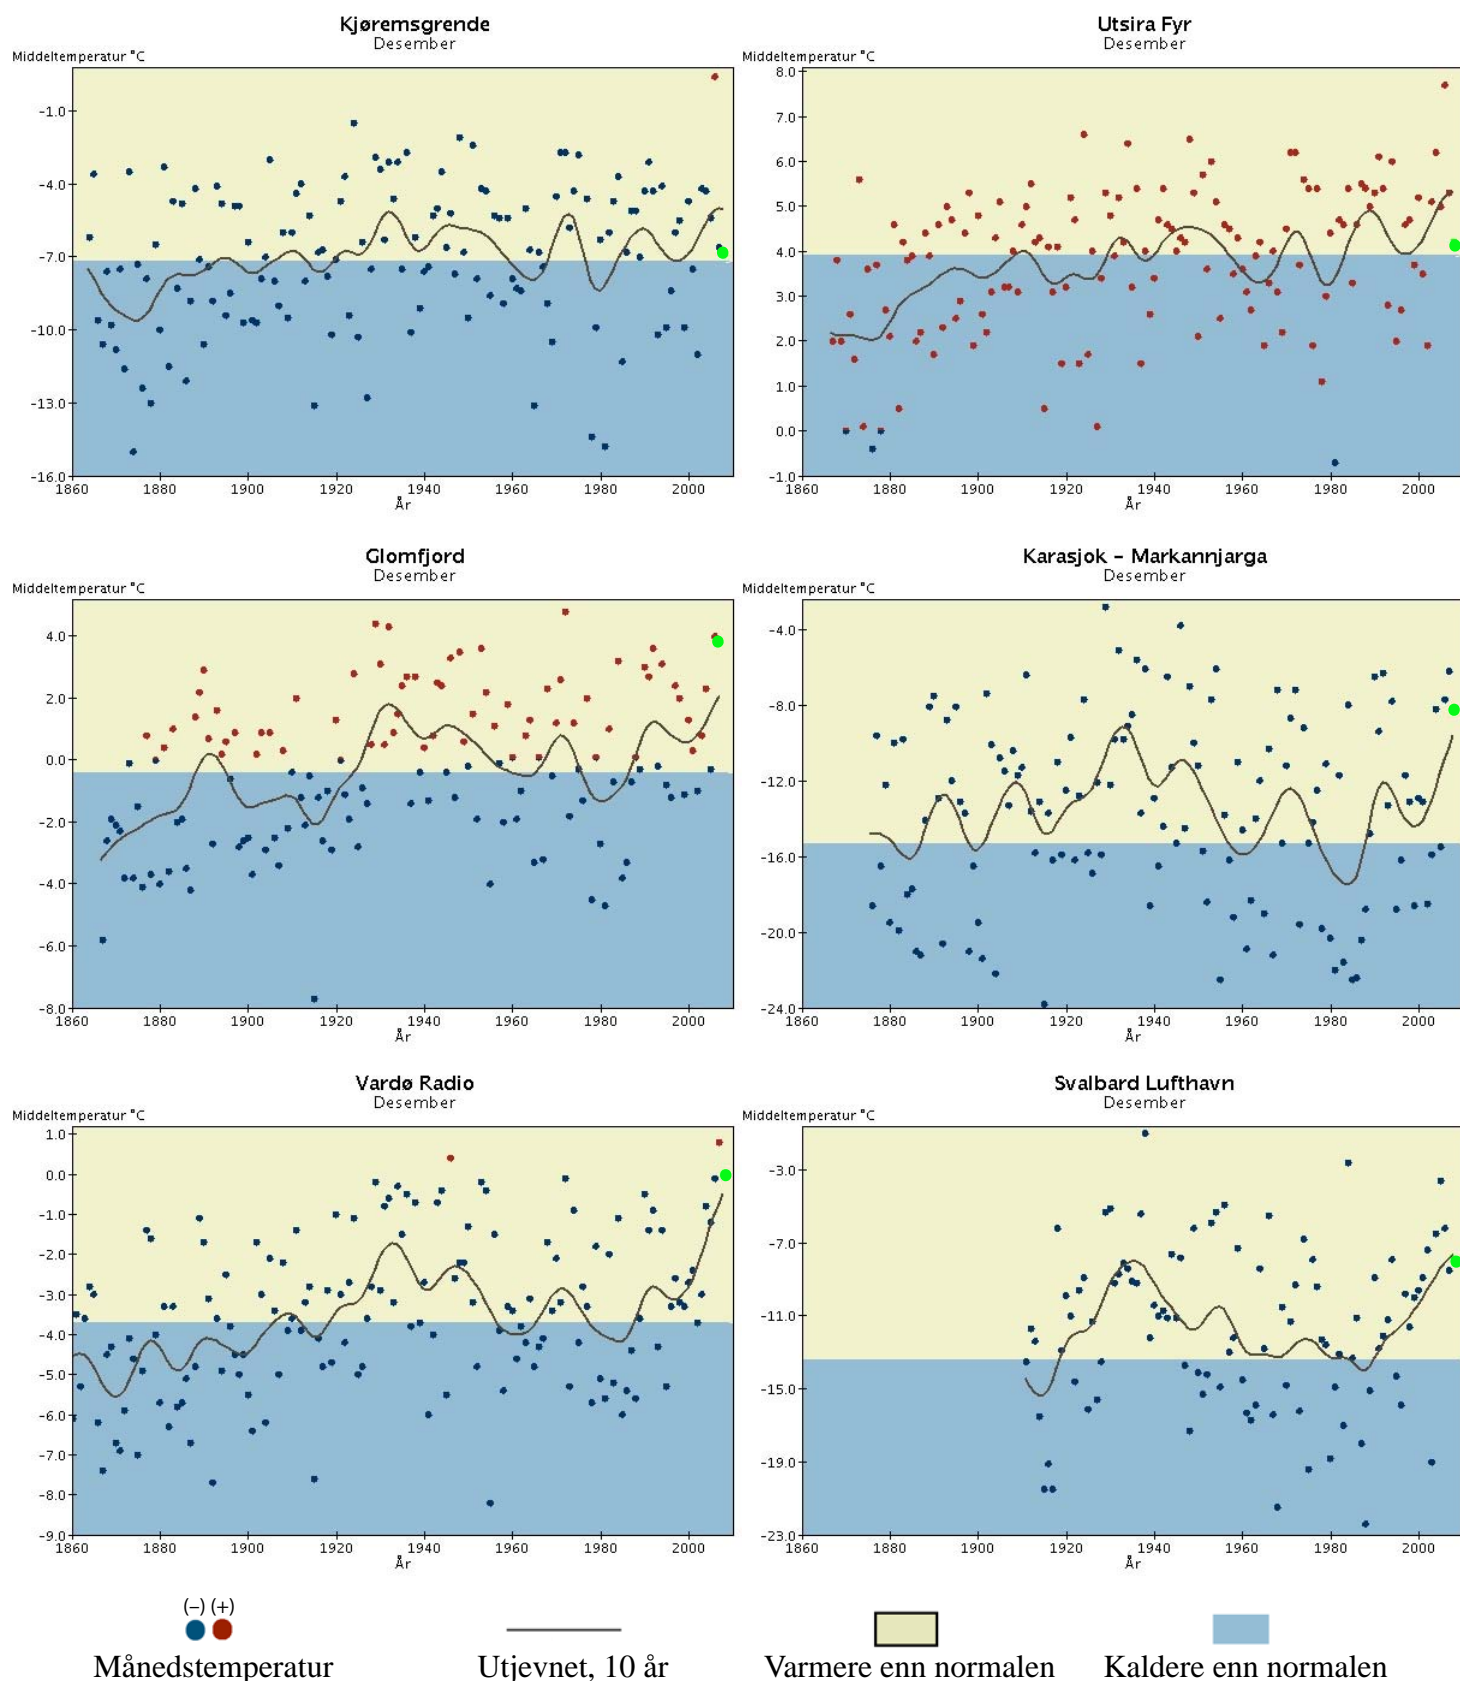 Kjøremsgrende
Desember
Middeltemperatur °C
-1.0
-4.0
-7.0
-10.0
-13.0
-16.0
1860 1880 1900 1920 1940 1960 1980 2000
År
Utsira Fyr
Desember
Middeltemperatur °C
8.0
7.0
6.0
5.0
4.0
3.0
2.0
1.0
0.0
-1.0
1860 1880 1900 1920 1940 1960 1980 2000
År
Glomfjord
Desember
Middeltemperatur °C
4.0
2.0
0.0
-2.0
-4.0
-6.0
-8.0
1860 1880 1900 1920 1940 1960 1980 2000
År
Karasjok - Markannjarga
Desember
Middeltemperatur °C
-4.0
-8.0
-12.0
-16.0
-20.0
-24.0
1860 1880 1900 1920 1940 1960 1980 2000
År
Vardø Radio
Desember
Middeltemperatur °C
1.0
0.0
-1.0
-2.0
-3.0
-4.0
-5.0
-6.0
-7.0
-8.0
-9.0
1860 1880 1900 1920 1940 1960 1980 2000
År
Svalbard Lufthavn
Desember
Middeltemperatur °C
-3.0
-7.0
-11.0
-15.0
-19.0
-23.0
1860 1880 1900 1920 1940 1960 1980 2000
År
(–) (+)
Månedstemperatur Utjevnet, 10 år Varmere enn normalen Kaldere enn normalen